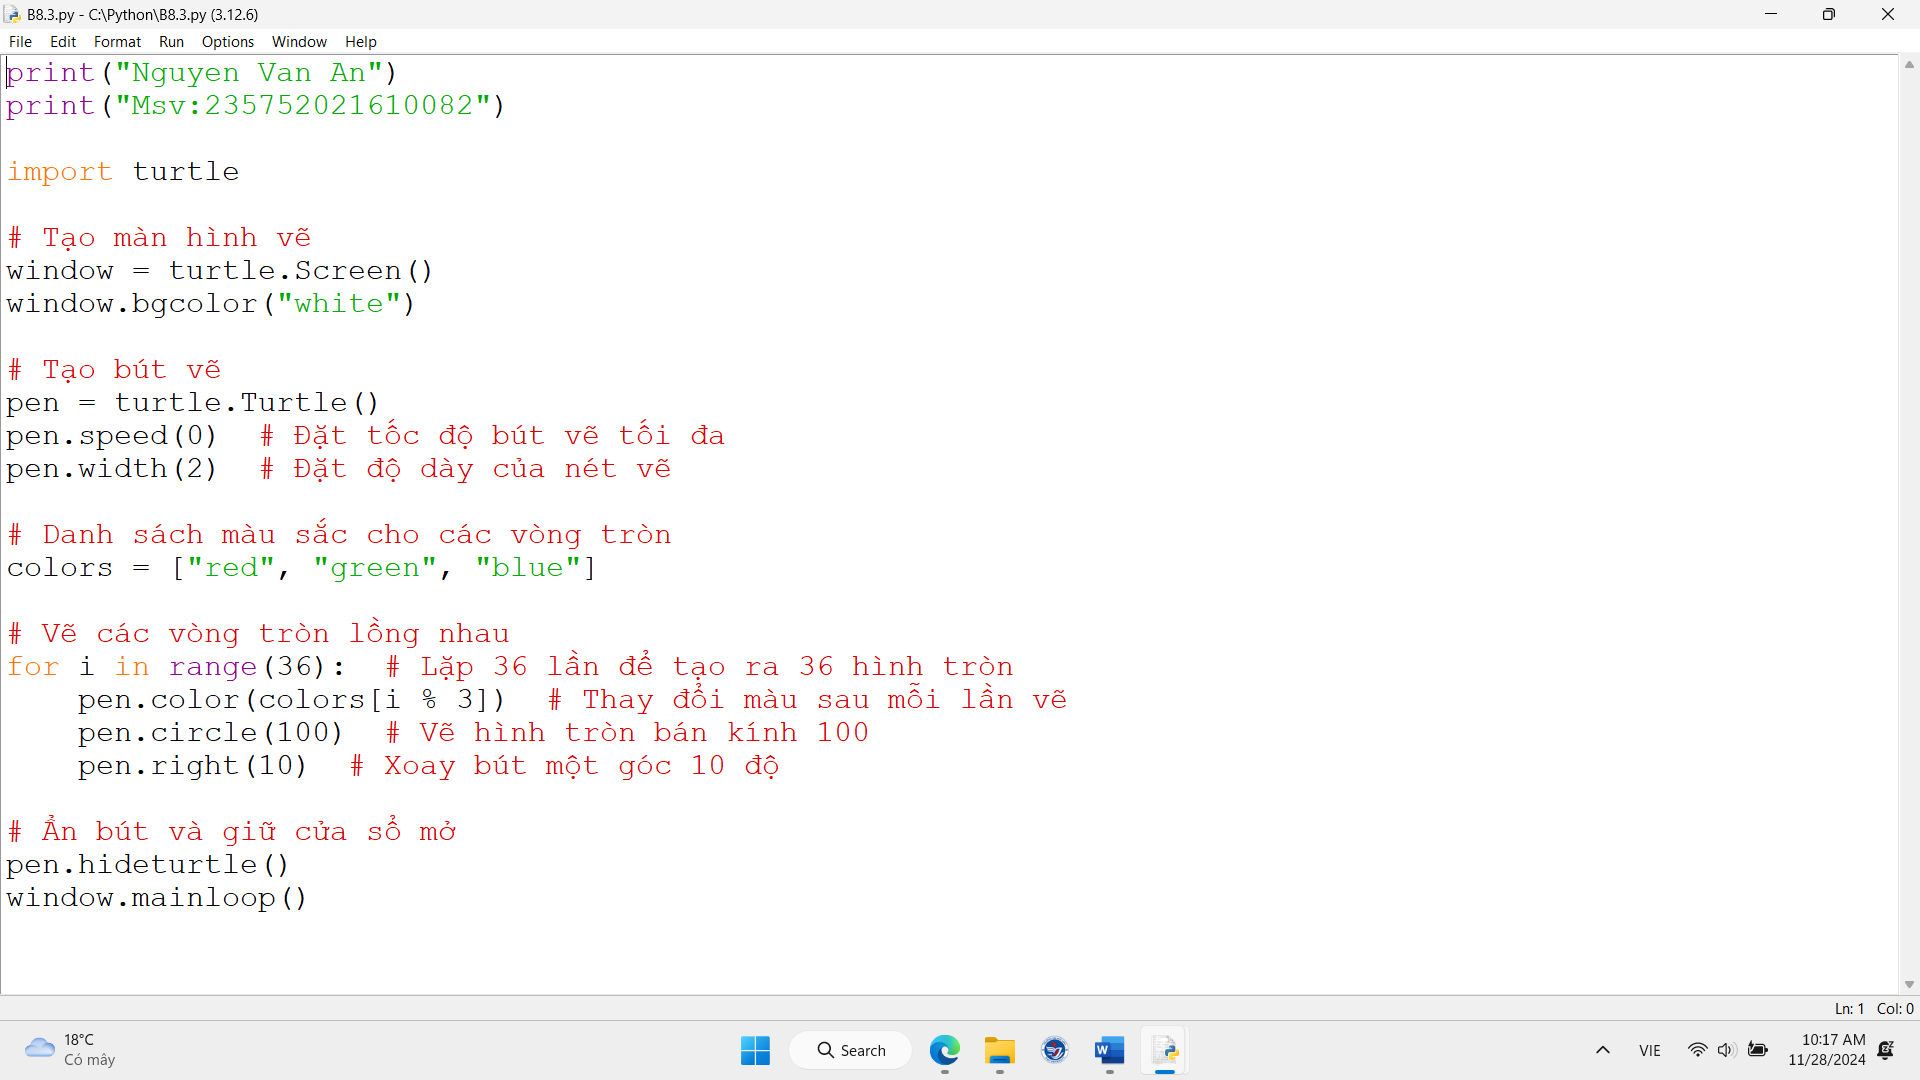 B8.3.py - C:\Python\B8.3.py (3.12.6)
File Edit Format Run Options Window Help
print("Nguyen Van An")
print("Msv:235752021610082")
import turtle
# Tạo màn hình vẽ
window = turtle.Screen()
window.bgcolor("white")
# Tạo bút vẽ
pen = turtle.Turtle()
pen.speed(0)  # Đặt tốc độ bút vẽ tối đa
pen.width(2)  # Đặt độ dày của nét vẽ
# Danh sách màu sắc cho các vòng tròn
colors = ["red", "green", "blue"]
# Vẽ các vòng tròn lồng nhau
for i in range(36):  # Lặp 36 lần để tạo ra 36 hình tròn
    pen.color(colors[i % 3])  # Thay đổi màu sau mỗi lần vẽ
    pen.circle(100)  # Vẽ hình tròn bán kính 100
    pen.right(10)  # Xoay bút một góc 10 độ
# Ẩn bút và giữ cửa sổ mở
pen.hideturtle()
window.mainloop()
Ln: 1 Col: 0
18°C
Có mây
Search
VIE
10:17 AM
11/28/2024